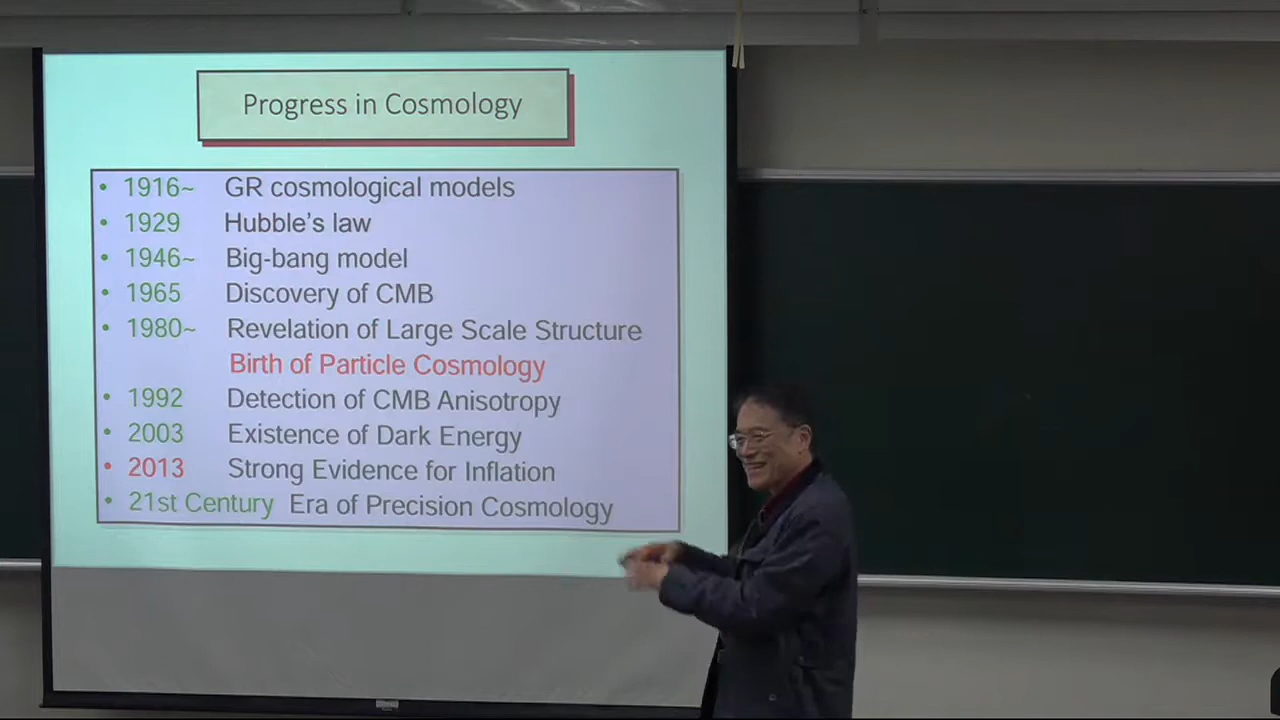 Progress in Cosmology
• 1916~ GR cosmological models
• 1929 Hubble's law
• 1946~ Big-bang model
• 1965 Discovery of CMB
• 1980~ Revelation of Large Scale Structure
Birth of Particle Cosmology
• 1992 Detection of CMB Anisotropy
• 2003 Existence of Dark Energy
• 2013 Strong Evidence for Inflation
• 21st Century Era of Precision Cosmology